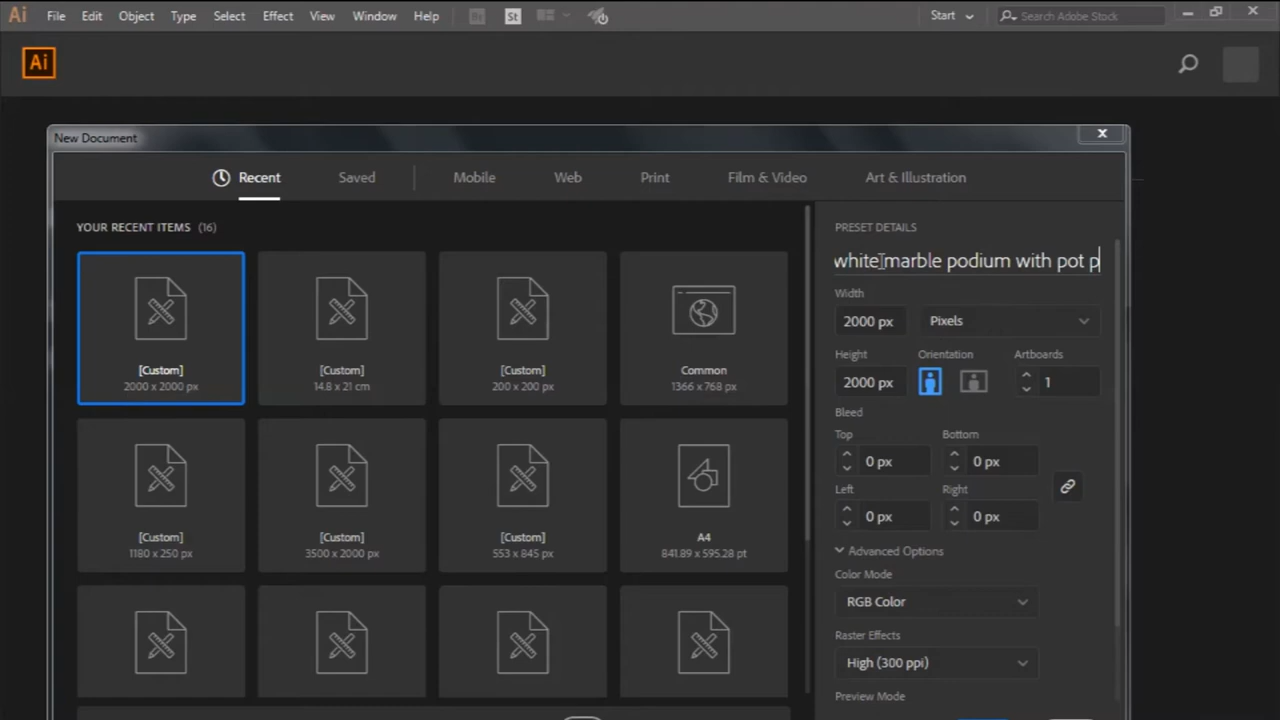 Ai File Edit Object Type Select Effect View Window Help Br St Start Search Adobe Stock
Ai
New Document
Recent Saved Mobile Web Print Film & Video Art & Illustration
YOUR RECENT ITEMS (16)
[Custom]
2000 x 2000 px
[Custom]
14.8 x 21 cm
[Custom]
200 x 200 px
Common
1366 x 768 px
[Custom]
1180 x 250 px
[Custom]
3500 x 2000 px
[Custom]
553 x 845 px
A4
841.89 x 595.28 pt
PRESET DETAILS
white marble podium with pot p
Width
2000 px Pixels
Height Orientation Artboards
2000 px 1
Bleed
Top Bottom
0 px 0 px
Left Right
0 px 0 px
Advanced Options
Color Mode
RGB Color
Raster Effects
High (300 ppi)
Preview Mode